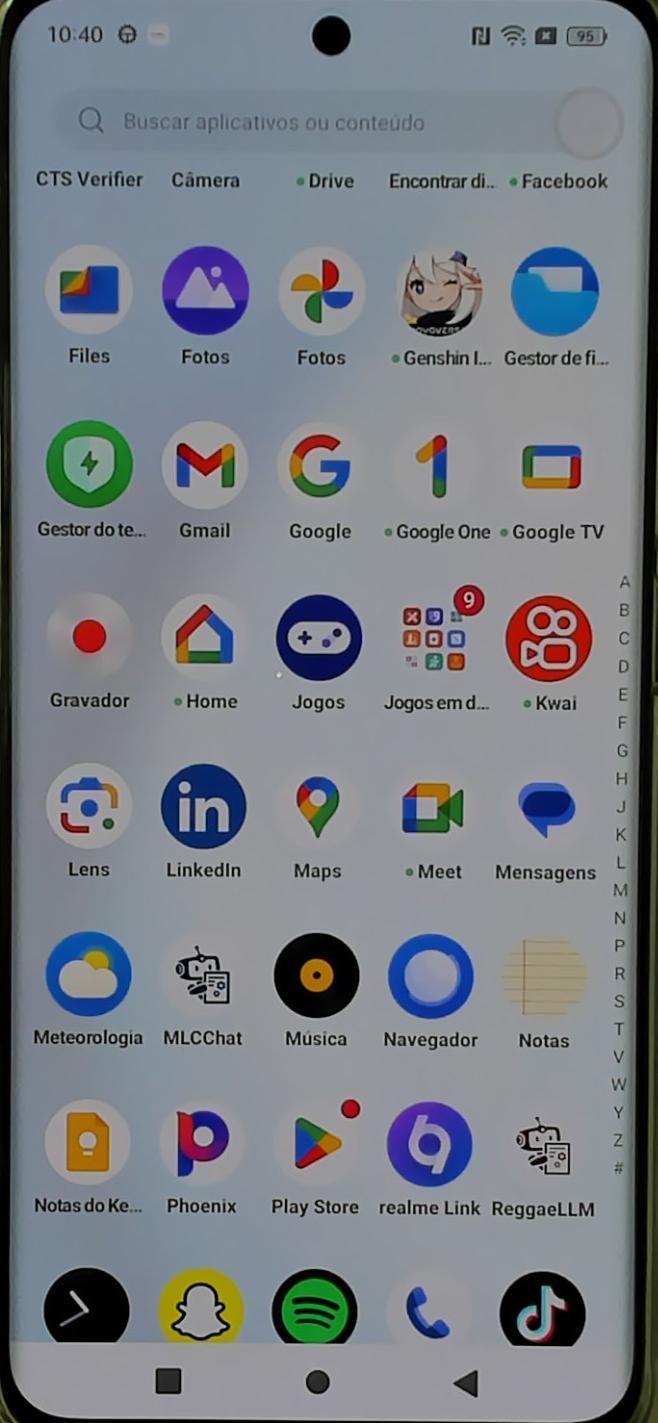 10:40 95
Buscar aplicativos ou conteúdo
CTS Verifier Câmera Drive Encontrar di... Facebook
Files Fotos Fotos Genshin I... Gestor de fi...
Gestor do te... Gmail Google Google One Google TV
9
Gravador Home Jogos Jogos em d... Kwai
in
Lens LinkedIn Maps Meet Mensagens
Meteorologia MLCChat Música Navegador Notas
Notas do Ke... Phoenix Play Store realme Link ReggaeLLM
A
B
C
D
E
F
G
H
J
K
L
M
N
P
R
S
T
V
W
Y
Z
#